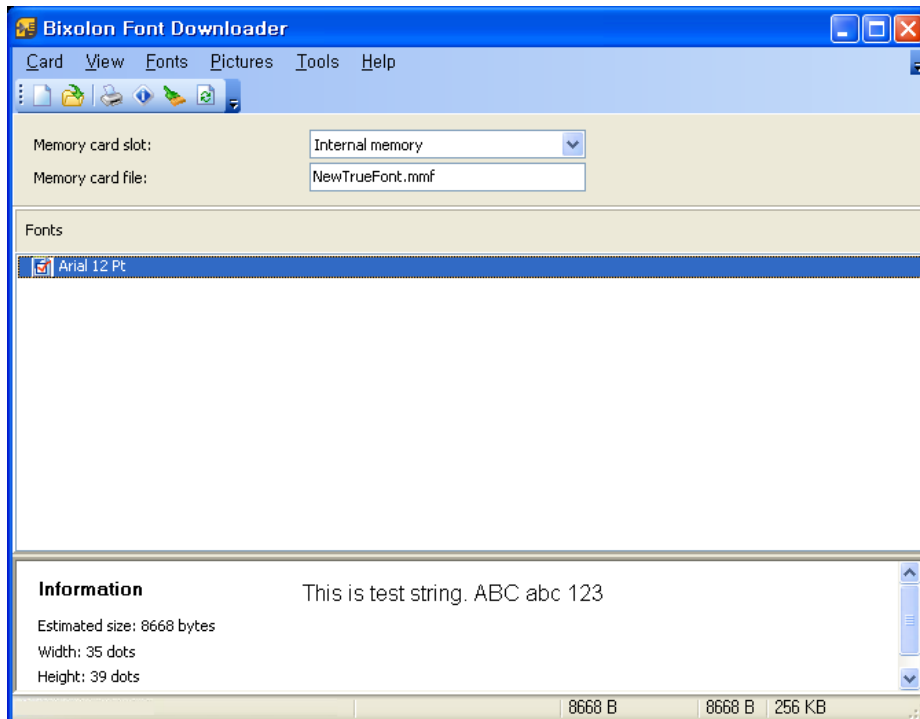 Bixolon Font Downloader
Card View Fonts Pictures Tools Help
Memory card slot: Internal memory
Memory card file: NewTrueFont.mmf
Fonts
Arial 12 Pt
Information This is test string. ABC abc 123
Estimated size: 8668 bytes
Width: 35 dots
Height: 39 dots
8668 B 8668 B 256 KB